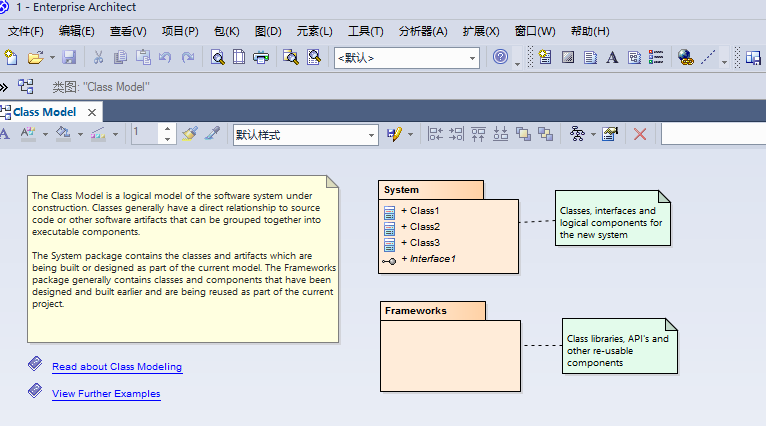 1 - Enterprise Architect
文件(F) 编辑(E) 查看(V) 项目(P) 包(K) 图(D) 元素(L) 工具(T) 分析器(A) 扩展(X) 窗口(W) 帮助(H)
<默认>
类图: "Class Model"
Class Model
1 默认样式
The Class Model is a logical model of the software system under
construction. Classes generally have a direct relationship to source
code or other software artifacts that can be grouped together into
executable components.
The System package contains the classes and artifacts which are
being built or designed as part of the current model. The Frameworks
package generally contains classes and components that have been
designed and built earlier and are being reused as part of the current
project.
Read about Class Modeling
View Further Examples
System
+ Class1
+ Class2
+ Class3
+ Interface1
Classes, interfaces and
logical components for
the new system
Frameworks
Class libraries, API's and
other re-usable
components